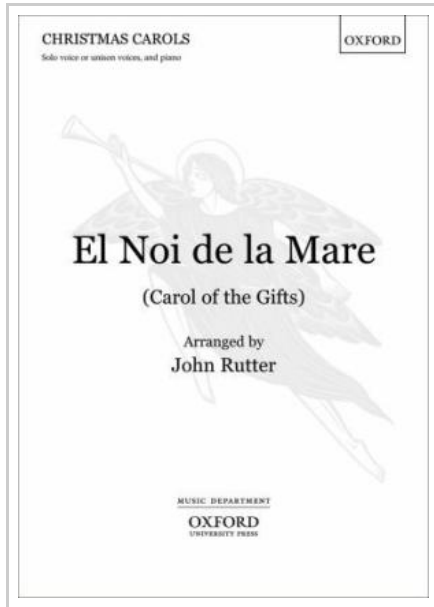 CHRISTMAS CAROLS
OXFORD
Solo voice or unison voices, and piano
El Noi de la Mare
(Carol of the Gifts)
Arranged by
John Rutter
MUSIC DEPARTMENT
OXFORD
UNIVERSITY PRESS